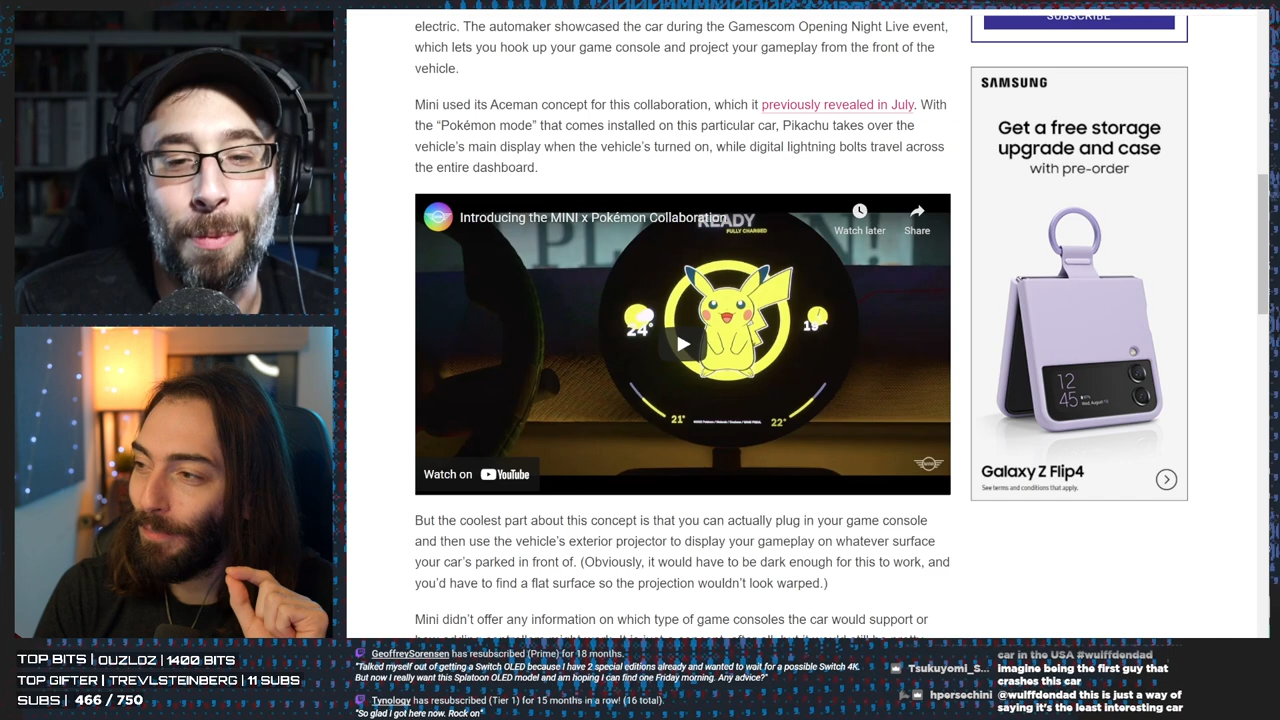 electric. The automaker showcased the car during the Gamescom Opening Night Live event,
which lets you hook up your game console and project your gameplay from the front of the
vehicle.
Mini used its Aceman concept for this collaboration, which it previously revealed in July. With
the “Pokémon mode” that comes installed on this particular car, Pikachu takes over the
vehicle’s main display when the vehicle’s turned on, while digital lightning bolts travel across
the entire dashboard.
Introducing the MINI x Pokémon Collaboration
Watch later
Share
READY
FULLY CHARGED
24°
19°
21°
22°
Watch on YouTube
But the coolest part about this concept is that you can actually plug in your game console
and then use the vehicle’s exterior projector to display your gameplay on whatever surface
your car’s parked in front of. (Obviously, it would have to be dark enough for this to work, and
you’d have to find a flat surface so the projection wouldn’t look warped.)
Mini didn’t offer any information on which type of game consoles the car would support or
SUBSCRIBE
SAMSUNG
Get a free storage
upgrade and case
with pre-order
12
45
Galaxy Z Flip4
See terms and conditions that apply.
TOP BITS | OUZLDZ | 1400 BITS
TOP GIFTER | TREVLSTEINBERG | 11 SUBS
SUBS | 466 / 750
GeoffreySorensen has resubscribed (Prime) for 18 months.
"Talked myself out of getting a Switch OLED because I have 2 special editions already and wanted to wait for a possible Switch 4K.
But now I really want this Splatoon OLED model and am hoping I can find one Friday morning. Any advice?"
Tynology has resubscribed (Tier 1) for 15 months in a row! (16 total).
"So glad I got here now. Rock on"
car in the USA #wulffdendad
Tsukuyomi_S... imagine being the first guy that
crashes this car
hpersechini @wulffdendad this is just a way of
saying it's the least interesting car